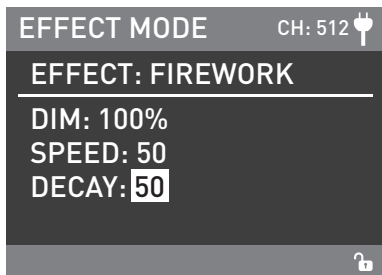 EFFECT MODE CH: 512
EFFECT: FIREWORK
DIM: 100%
SPEED: 50
DECAY: 50